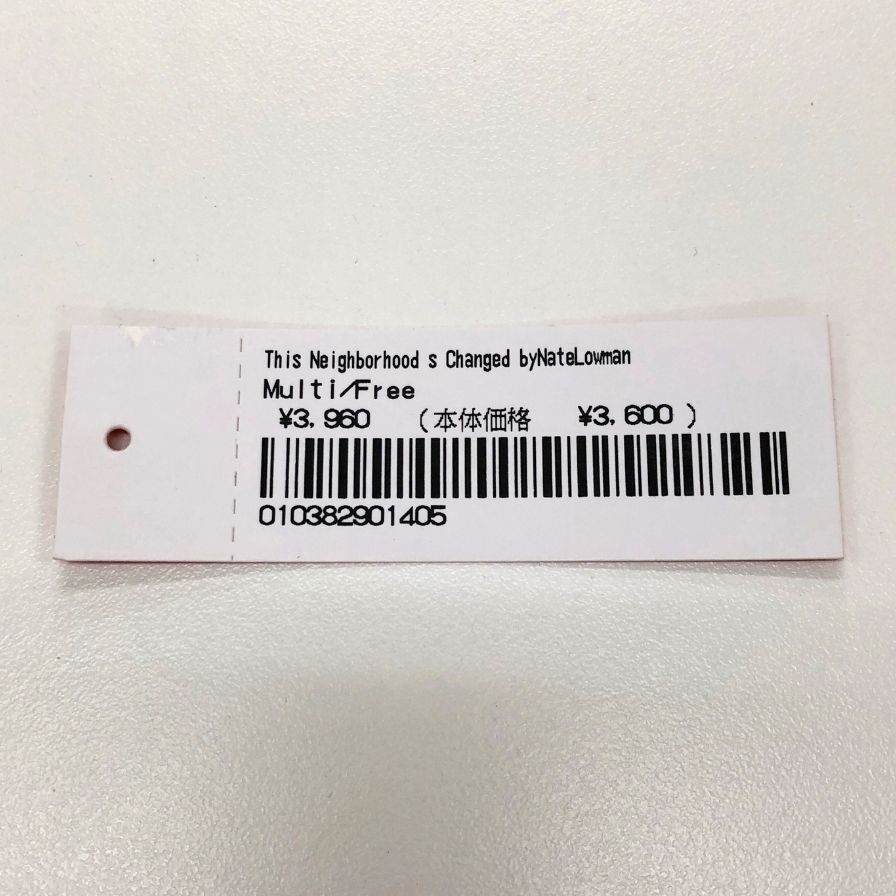 This Neighborhood s Changed byNateLowman
Multi/Free
¥3,960 (本体価格 ¥3,600 )
010382901405